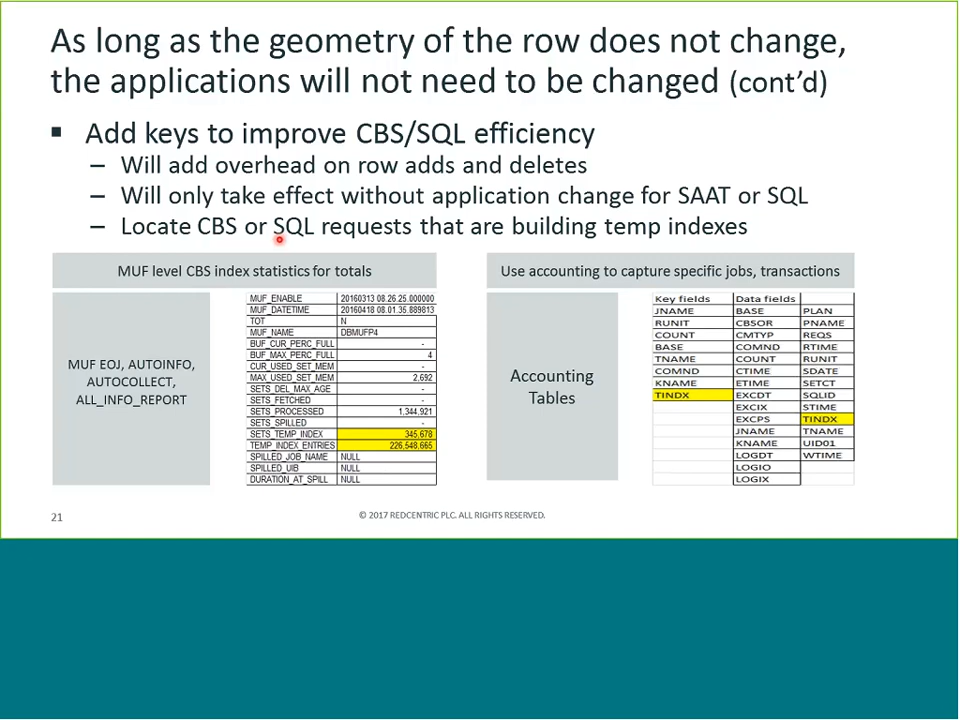 As long as the geometry of the row does not change,
the applications will not need to be changed (cont’d)
▪ Add keys to improve CBS/SQL efficiency
– Will add overhead on row adds and deletes
– Will only take effect without application change for SAAT or SQL
– Locate CBS or SQL requests that are building temp indexes
MUF level CBS index statistics for totals
MUF EOJ, AUTOINFO,
AUTOCOLLECT,
ALL_INFO_REPORT
MUF_ENABLE 20160313 08.26.25.000000
MUF_DATETIME 20160418 08.01.35.889813
TOT N
MUF_NAME DBMUFP4
BUF_CUR_PERC_FULL -
BUF_MAX_PERC_FULL 4
CUR_USED_SET_MEM -
MAX_USED_SET_MEM 2,692
SETS_DEL_MAX_AGE -
SETS_FETCHED -
SETS_PROCESSED 1,344,921
SETS_SPILLED -
SETS_TEMP_INDEX 345,678
TEMP_INDEX_ENTRIES 226,548,665
SPILLED_JOB_NAME NULL
SPILLED_UIB NULL
DURATION_AT_SPILL NULL
Use accounting to capture specific jobs, transactions
Accounting
Tables
Key fields Data fields
JNAME BASE PLAN
RUNIT CBSOR PNAME
COUNT CMTYP REQS
BASE COMND RTIME
TNAME COUNT RUNIT
COMND CTIME SDATE
KNAME ETIME SETCT
TINDX EXCDT SQLID
EXCIX STIME
EXCPS TINDX
JNAME TNAME
KNAME UID01
LOGDT WTIME
LOGIO
LOGIX
21
© 2017 REDCENTRIC PLC. ALL RIGHTS RESERVED.